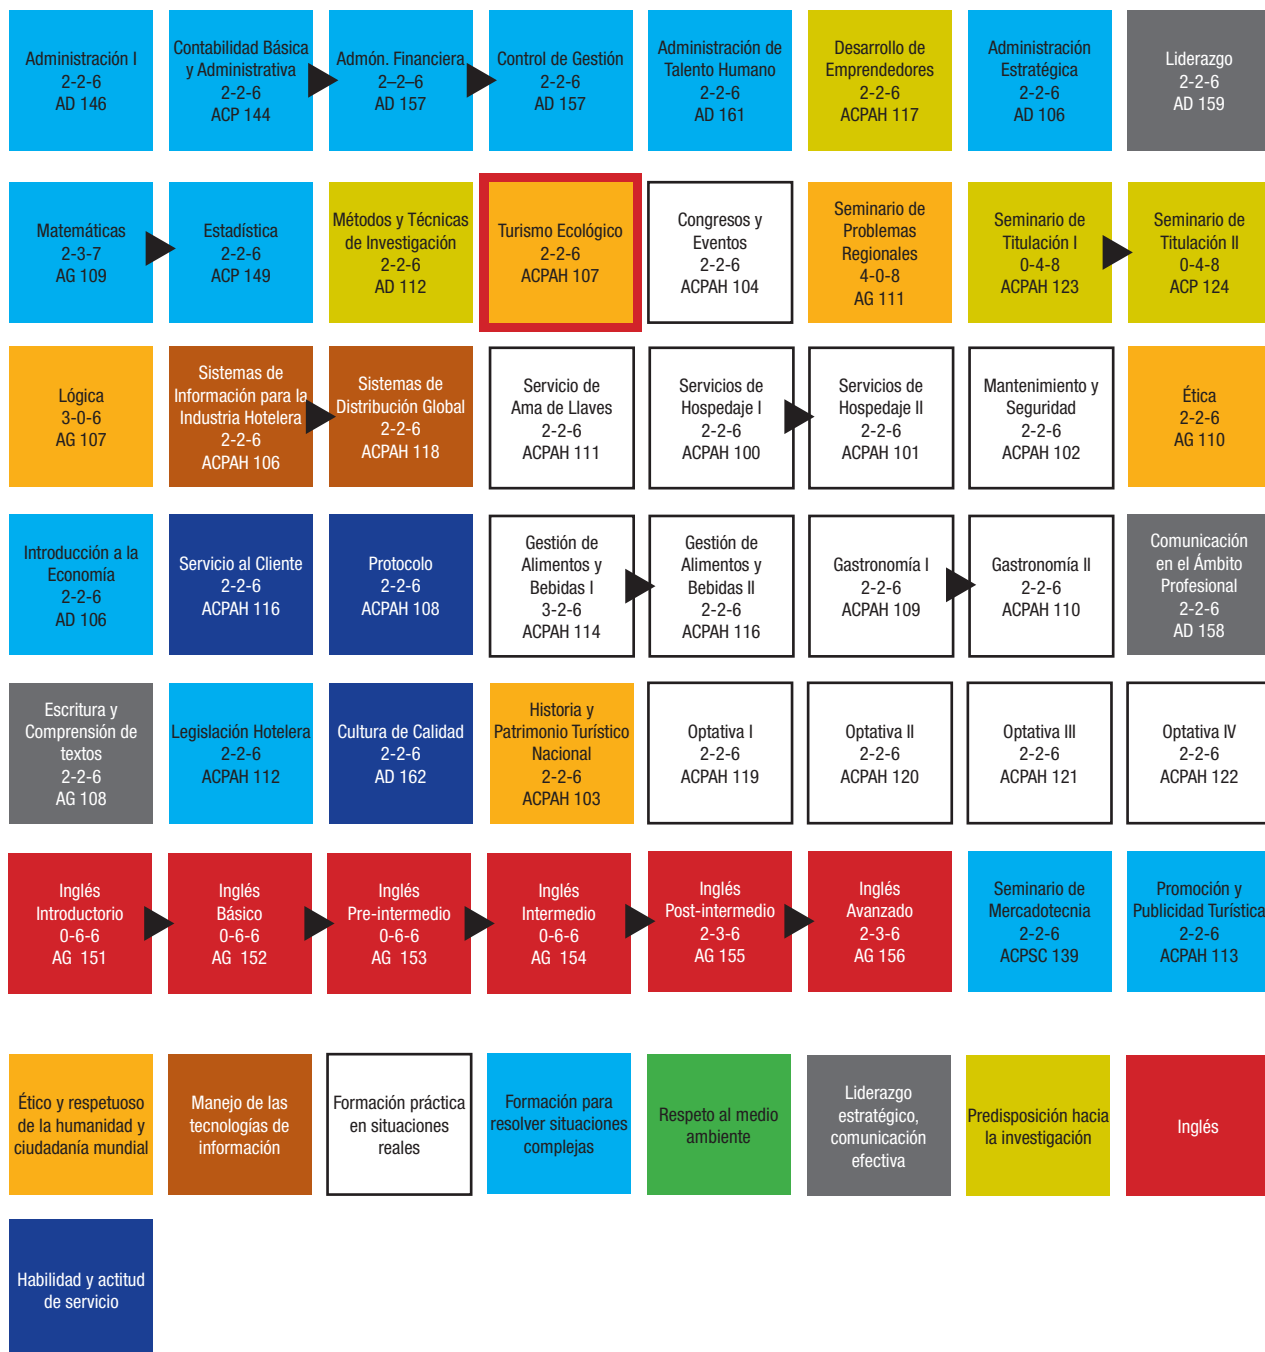 Administración I
2-2-6
AD 146
Contabilidad Básica
y Administrativa
2-2-6
ACP 144
Admón. Financiera
2–2–6
AD 157
Control de Gestión
2-2-6
AD 157
Administración de
Talento Humano
2-2-6
AD 161
Desarrollo de
Emprendedores
2-2-6
ACPAH 117
Administración
Estratégica
2-2-6
AD 106
Liderazgo
2-2-6
AD 159
Matemáticas
2-3-7
AG 109
Estadística
2-2-6
ACP 149
Métodos y Técnicas
de Investigación
2-2-6
AD 112
Turismo Ecológico
2-2-6
ACPAH 107
Congresos y
Eventos
2-2-6
ACPAH 104
Seminario de
Problemas
Regionales
4-0-8
AG 111
Seminario de
Titulación I
0-4-8
ACPAH 123
Seminario de
Titulación II
0-4-8
ACP 124
Lógica
3-0-6
AG 107
Sistemas de
Información para la
Industria Hotelera
2-2-6
ACPAH 106
Sistemas de
Distribución Global
2-2-6
ACPAH 118
Servicio de
Ama de Llaves
2-2-6
ACPAH 111
Servicios de
Hospedaje I
2-2-6
ACPAH 100
Servicios de
Hospedaje II
2-2-6
ACPAH 101
Mantenimiento y
Seguridad
2-2-6
ACPAH 102
Ética
2-2-6
AG 110
Introducción a la
Economía
2-2-6
AD 106
Servicio al Cliente
2-2-6
ACPAH 116
Protocolo
2-2-6
ACPAH 108
Gestión de
Alimentos y
Bebidas I
3-2-6
ACPAH 114
Gestión de
Alimentos y
Bebidas II
2-2-6
ACPAH 116
Gastronomía I
2-2-6
ACPAH 109
Gastronomía II
2-2-6
ACPAH 110
Comunicación
en el Ámbito
Profesional
2-2-6
AD 158
Escritura y
Comprensión de
textos
2-2-6
AG 108
Legislación Hotelera
2-2-6
ACPAH 112
Cultura de Calidad
2-2-6
AD 162
Historia y
Patrimonio Turístico
Nacional
2-2-6
ACPAH 103
Optativa I
2-2-6
ACPAH 119
Optativa II
2-2-6
ACPAH 120
Optativa III
2-2-6
ACPAH 121
Optativa IV
2-2-6
ACPAH 122
Inglés
Introductorio
0-6-6
AG 151
Inglés
Básico
0-6-6
AG 152
Inglés
Pre-intermedio
0-6-6
AG 153
Inglés
Intermedio
0-6-6
AG 154
Inglés
Post-intermedio
2-3-6
AG 155
Inglés
Avanzado
2-3-6
AG 156
Seminario de
Mercadotecnia
2-2-6
ACPSC 139
Promoción y
Publicidad Turística
2-2-6
ACPAH 113
Ético y respetuoso
de la humanidad y
ciudadanía mundial
Manejo de las
tecnologías de
información
Formación práctica
en situaciones
reales
Formación para
resolver situaciones
complejas
Respeto al medio
ambiente
Liderazgo
estratégico,
comunicación
efectiva
Predisposición hacia
la investigación
Inglés
Habilidad y actitud
de servicio